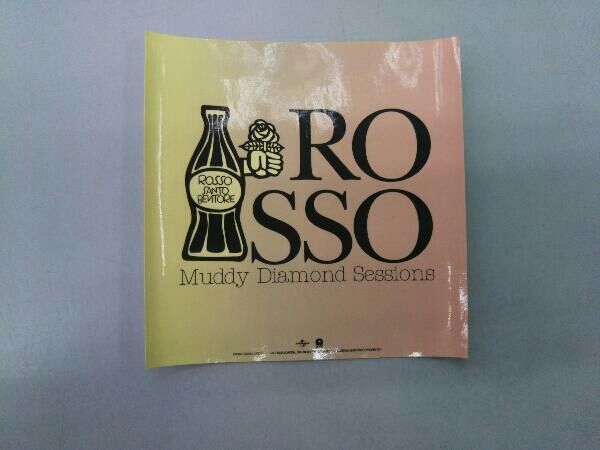 ROSSO
SANTO
BEVITORE
RO
SSO
Muddy Diamond Sessions